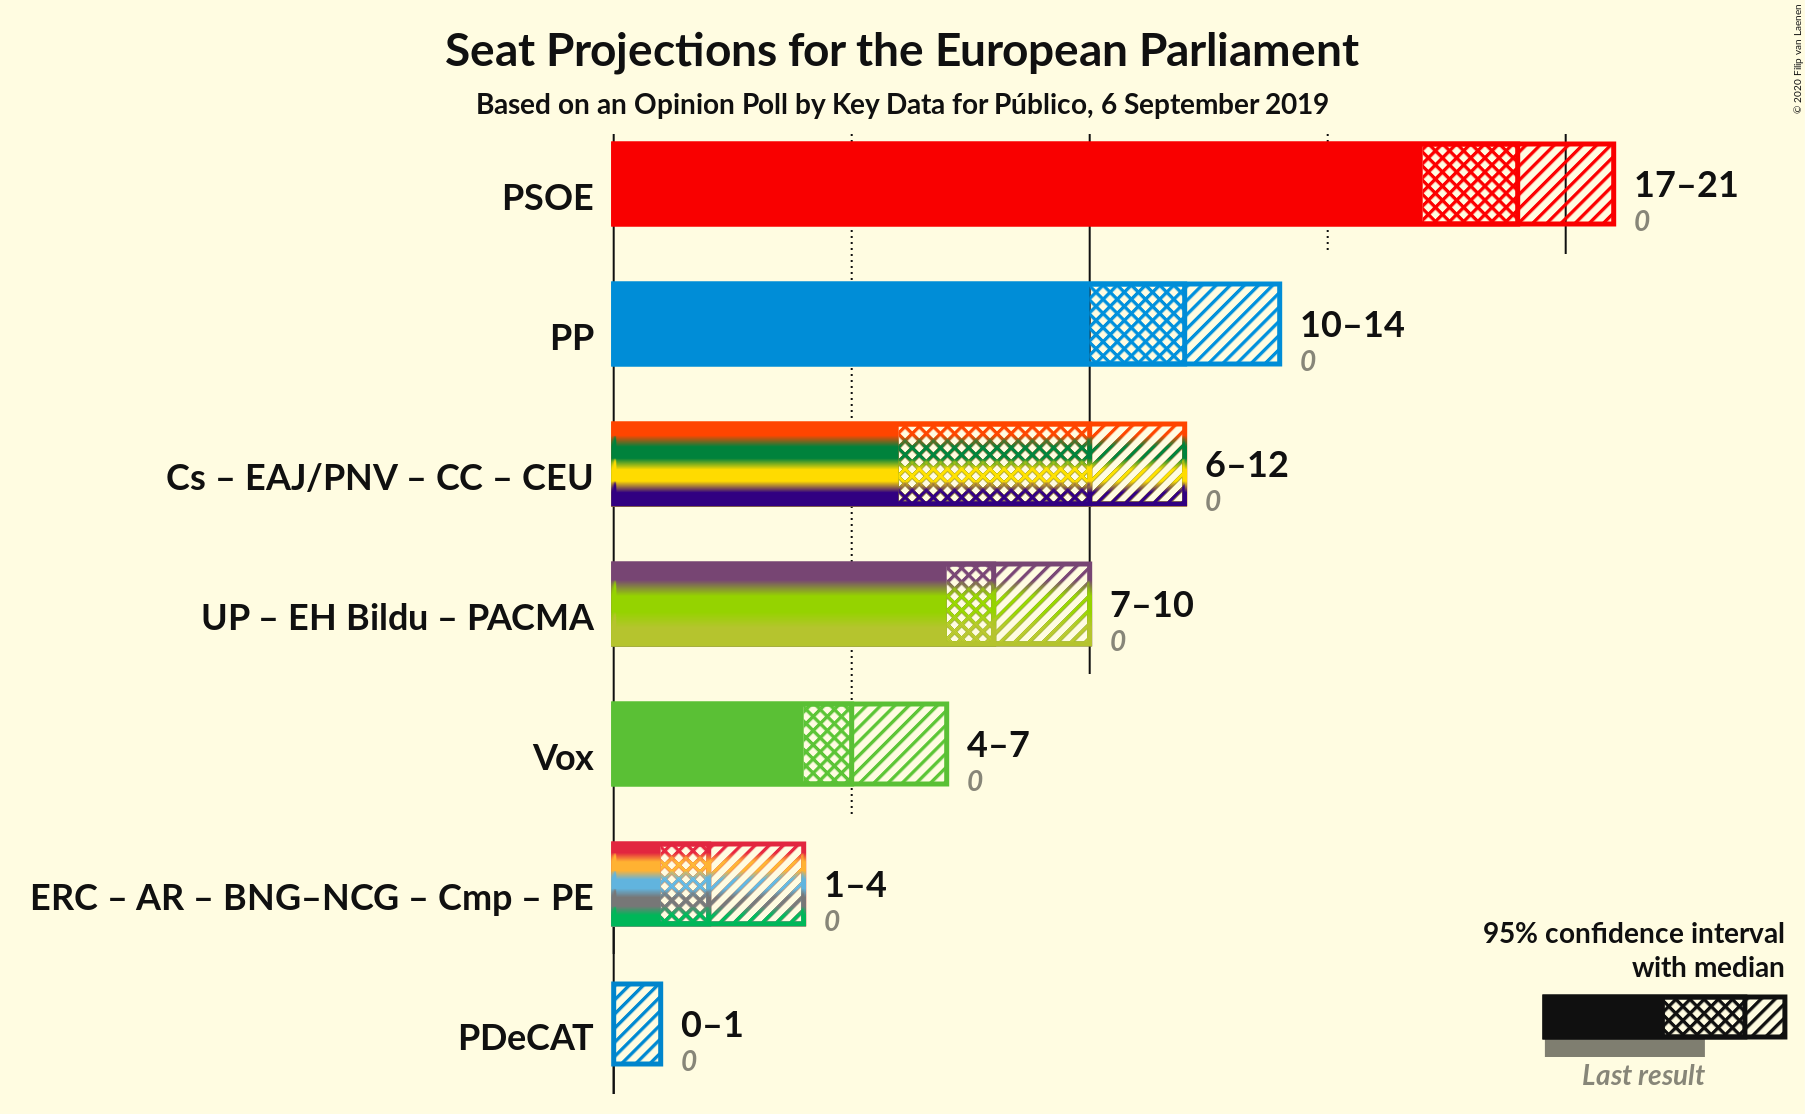 Seat Projections for the European Parliament
Based on an Opinion Poll by Key Data for Público, 6 September 2019
© 2020 Filip van Laenen
PSOE
17–21
0
PP
10–14
0
Cs – EAJ/PNV – CC – CEU
6–12
0
UP – EH Bildu – PACMA
7–10
0
Vox
4–7
0
ERC – AR – BNG–NCG – Cmp – PE
1–4
0
PDeCAT
0–1
0
95% confidence interval
with median
Last result